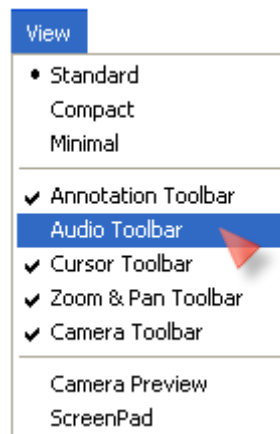 View
Standard
Compact
Minimal
Annotation Toolbar
Audio Toolbar
Cursor Toolbar
Zoom & Pan Toolbar
Camera Toolbar
Camera Preview
ScreenPad